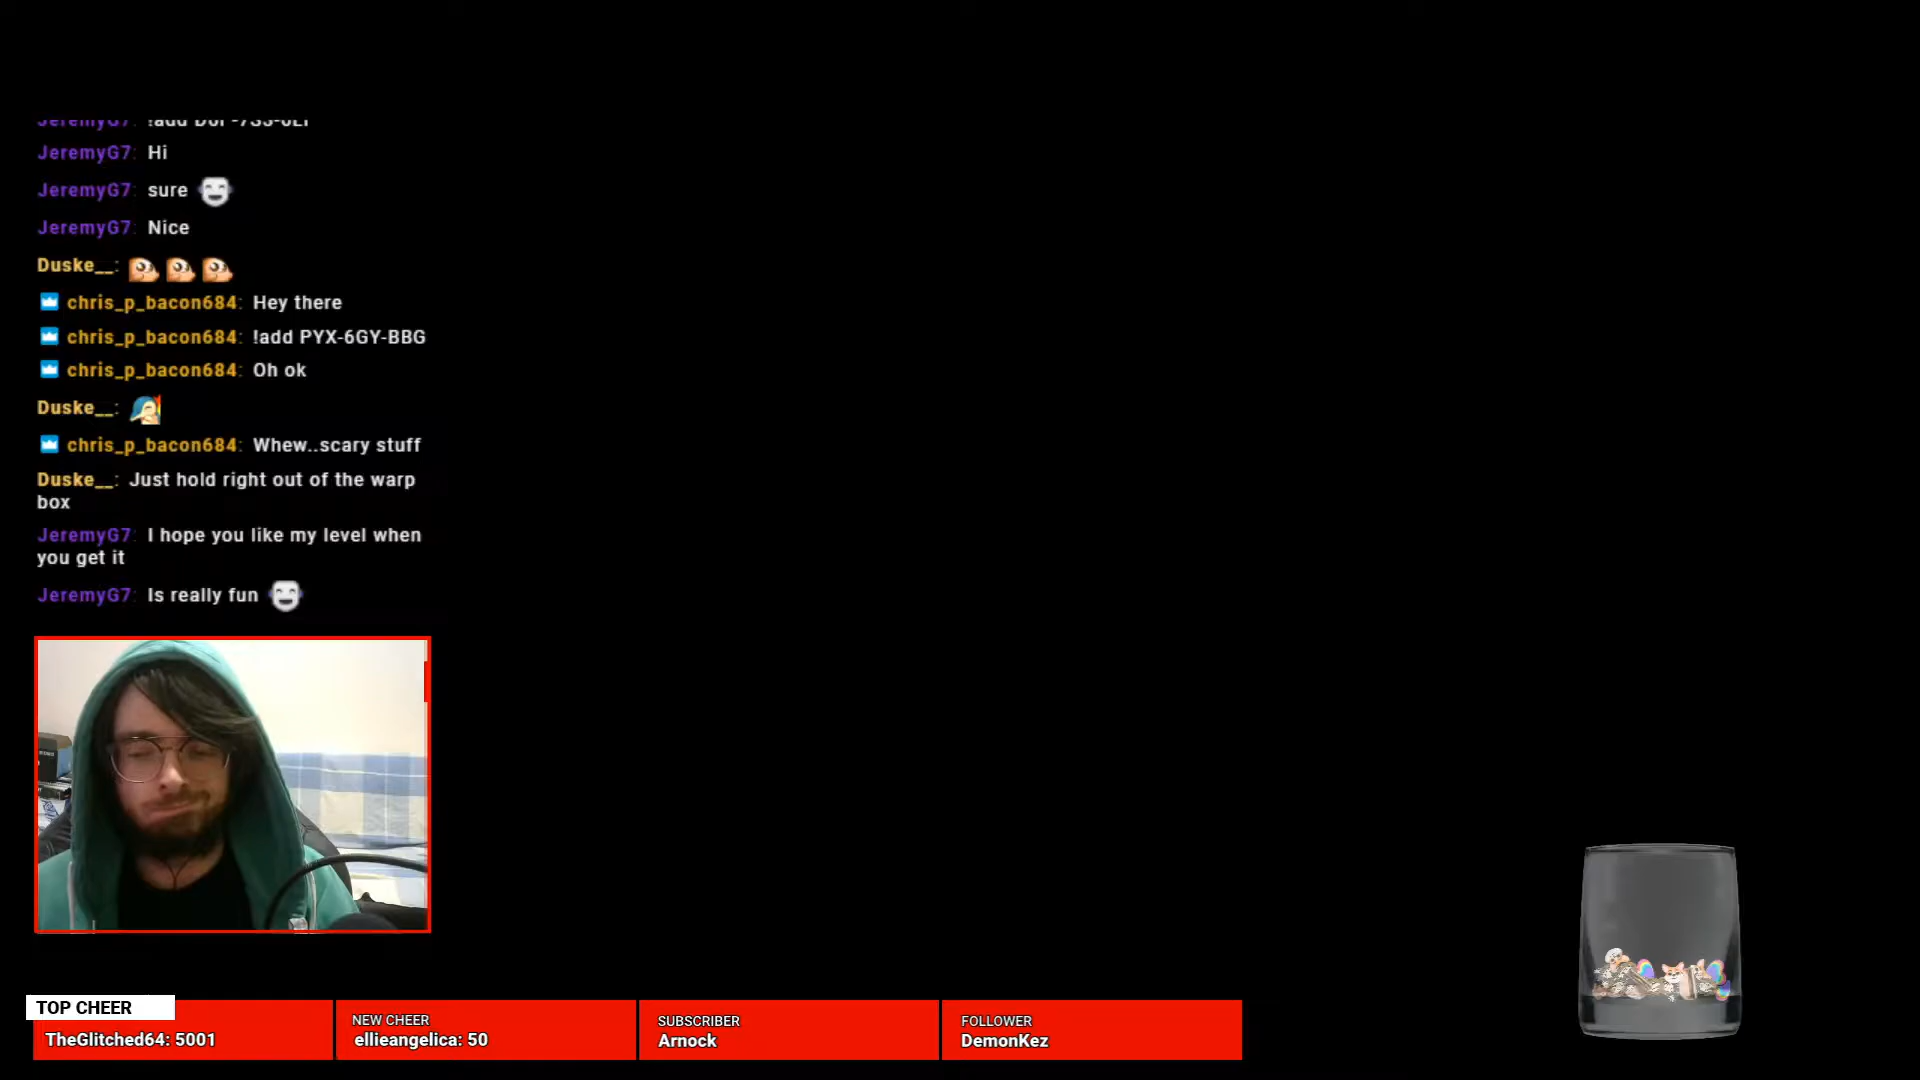 JeremyG7: !add
JeremyG7: Hi
JeremyG7: sure
JeremyG7: Nice
Duske__:
chris_p_bacon684: Hey there
chris_p_bacon684: !add PYX-6GY-BBG
chris_p_bacon684: Oh ok
Duske__:
chris_p_bacon684: Whew..scary stuff
Duske__: Just hold right out of the warp
box
JeremyG7: I hope you like my level when
you get it
JeremyG7: Is really fun
TOP CHEER
TheGlitched64: 5001
NEW CHEER
ellieangelica: 50
SUBSCRIBER
Arnock
FOLLOWER
DemonKez